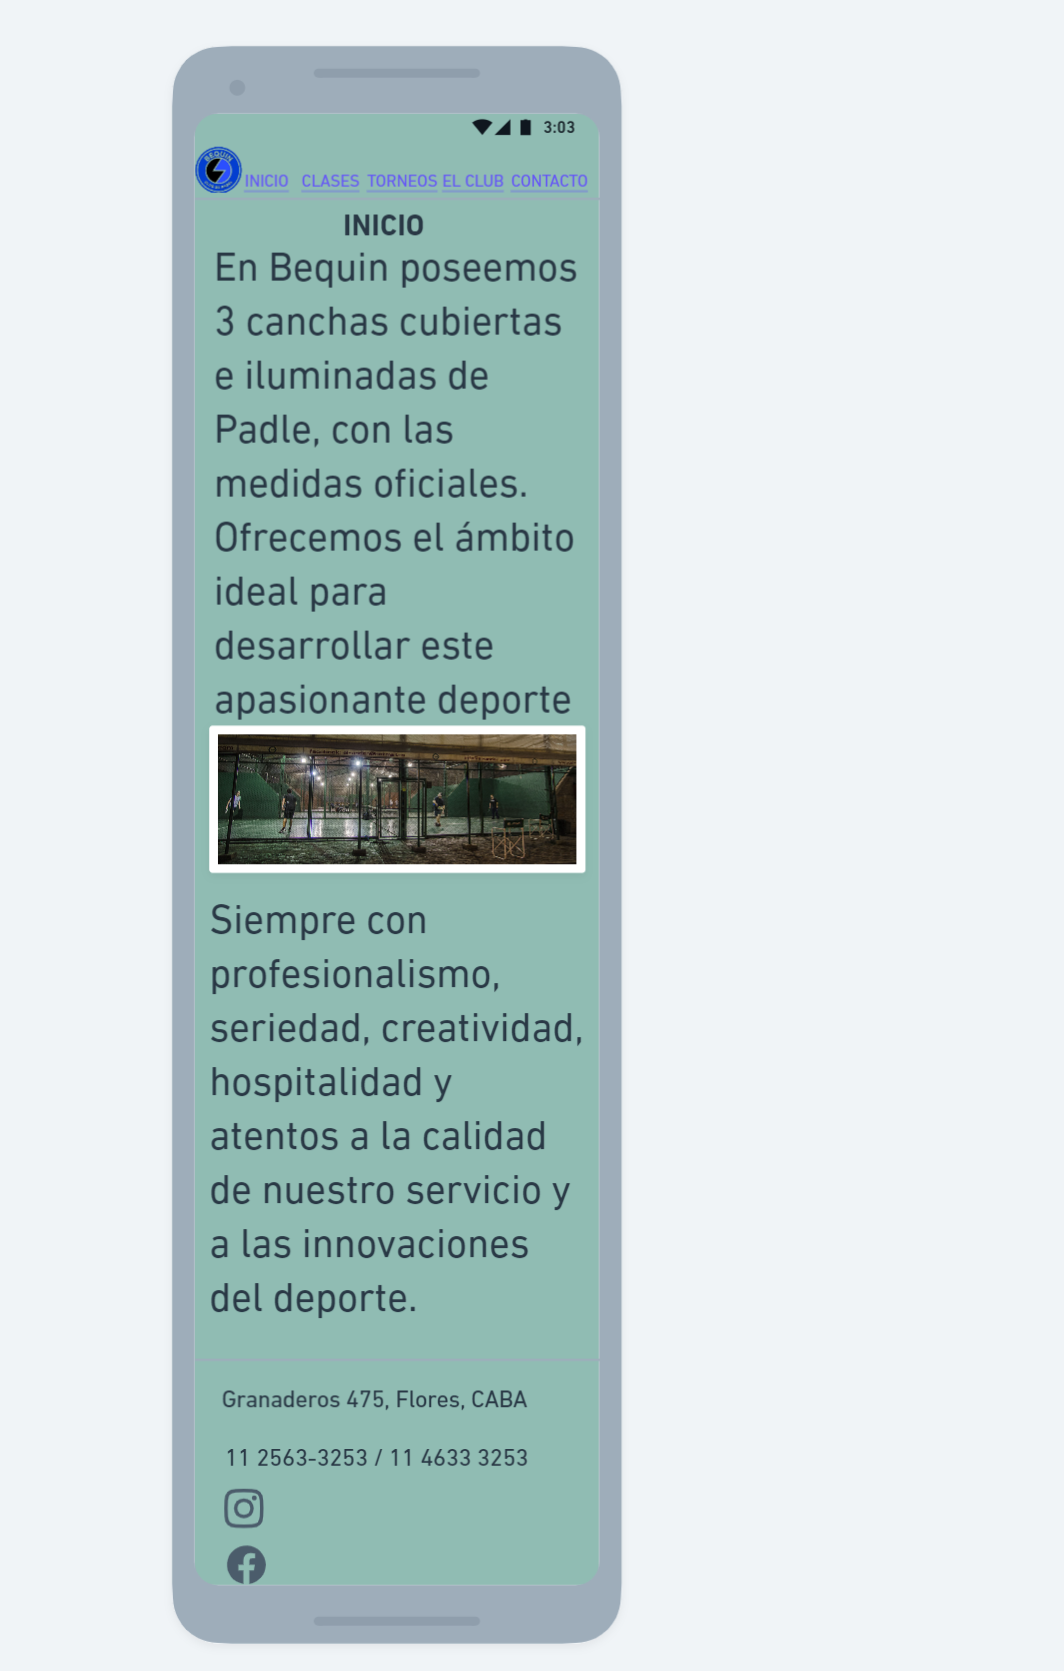 3:03
BEQUIN
INICIO CLASES TORNEOS EL CLUB CONTACTO
INICIO
En Bequin poseemos
3 canchas cubiertas
e iluminadas de
Padle, con las
medidas oficiales.
Ofrecemos el ámbito
ideal para
desarrollar este
apasionante deporte
Siempre con
profesionalismo,
seriedad, creatividad,
hospitalidad y
atentos a la calidad
de nuestro servicio y
a las innovaciones
del deporte.
Granaderos 475, Flores, CABA
11 2563-3253 / 11 4633 3253